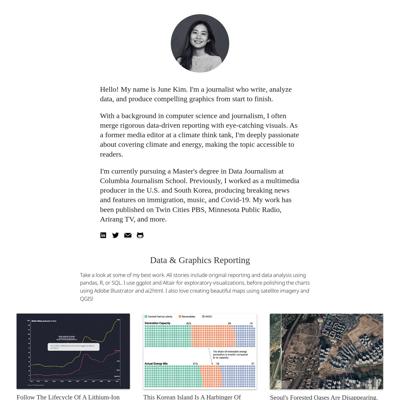 Hello! My name is June Kim. I'm a journalist who write, analyze
data, and produce compelling graphics from start to finish.
With a background in computer science and journalism, I often
merge rigorous data-driven reporting with eye-catching visuals. As
a former media editor at a climate think tank, I'm deeply passionate
about covering climate and energy, making the topic accessible to
readers.
I'm currently pursuing a Master's degree in Data Journalism at
Columbia Journalism School. Previously, I worked as a multimedia
producer in the U.S. and South Korea, producing breaking news
and features on immigration, music, and Covid-19. My work has
been published on Twin Cities PBS, Minnesota Public Radio,
Arirang TV, and more.
Data & Graphics Reporting
Take a look at some of my best work. All stories include original reporting and data analysis using
pandas, R, or SQL. I use ggplot and Altair for exploratory visualizations, before polishing the charts
using Adobe Illustrator and ai2html. I also love creating beautiful maps using satellite imagery and
QGIS!
Generation Capacity
Actual Energy Mix
Follow The Lifecycle Of A Lithium-Ion
This Korean Island Is A Harbinger Of
Seoul's Forested Oases Are Disappearing.